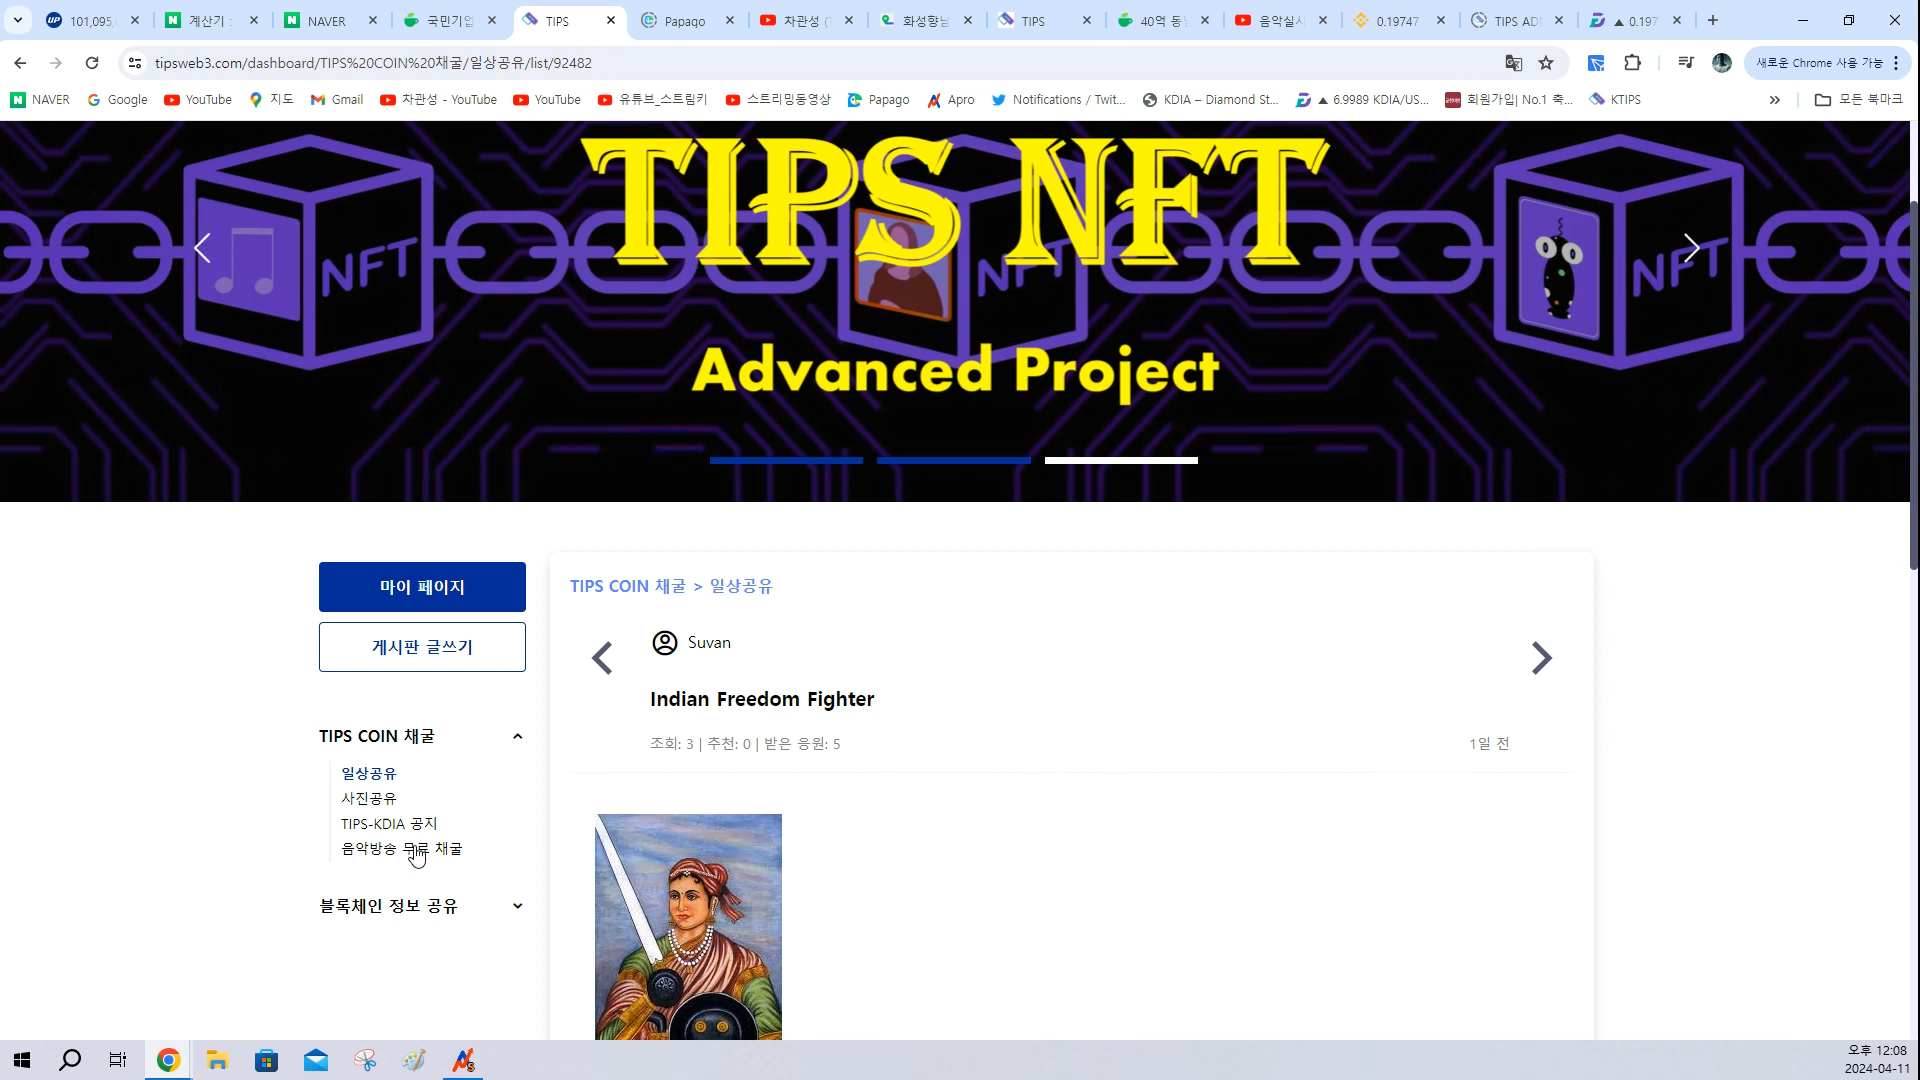 101,095,
계산기 :
NAVER
국민기업
TIPS
Papago
차관성 (
화성향남
TIPS
40억 동
음악실시
0.19747
TIPS ADM
▲ 0.197
tipsweb3.com/dashboard/TIPS%20COIN%20채굴/일상공유/list/92482
새로운 Chrome 사용 가능
NAVER
Google
YouTube
지도
Gmail
차관성 - YouTube
YouTube
유튜브_스트림키
스트리밍동영상
Papago
Apro
Notifications / Twit...
KDIA – Diamond St...
▲ 6.9989 KDIA/US...
회원가입| No.1 축...
KTIPS
»
모든 북마크
TIPS NFT
NFT
NFT
NFT
Advanced Project
마이 페이지
게시판 글쓰기
TIPS COIN 채굴
일상공유
사진공유
TIPS-KDIA 공지
음악방송 무료 채굴
블록체인 정보 공유
TIPS COIN 채굴 > 일상공유
Suvan
Indian Freedom Fighter
조회: 3 | 추천: 0 | 받은 응원: 5
1일 전
오후 12:08
2024-04-11